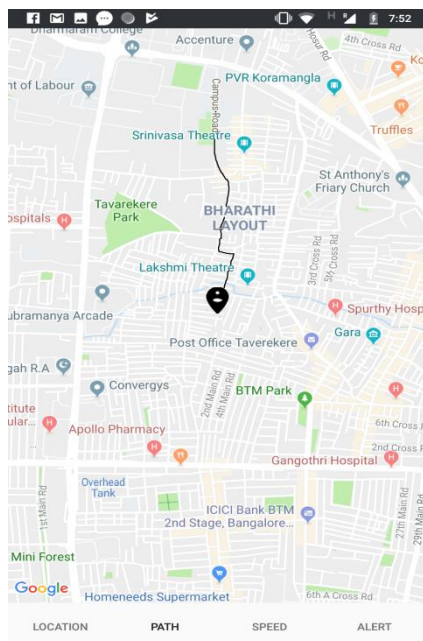 H R 7:52
Dharmaram College
Accenture
4th Cross Rd
Hosur Rd
PVR Koramangla
Ko
nt of Labour
Campus Road
Truffles
Srinivasa Theatre
St Anthony's
Friary Church
Tavarekere
Park
BHARATHI
LAYOUT
ospitals
3rd Cross Rd
5th Cross Rd
Lakshmi Theatre
Spurthy Hosp
ubramanya Arcade
Gara
Post Office Taverekere
gah R.A
Convergys
2nd Main Rd
4th Main Rd
BTM Park
titute
ular...
Apollo Pharmacy
6th Cross
2nd Cross R
Gangothri Hospital
Overhead
Tank
1st Main Rd
ICICI Bank BTM
2nd Stage, Bangalore...
27th Main Rd
29th Main Rd
Mini Forest
Google
Homeneeds Supermarket
6th A Cross Rd
LOCATION PATH SPEED ALERT